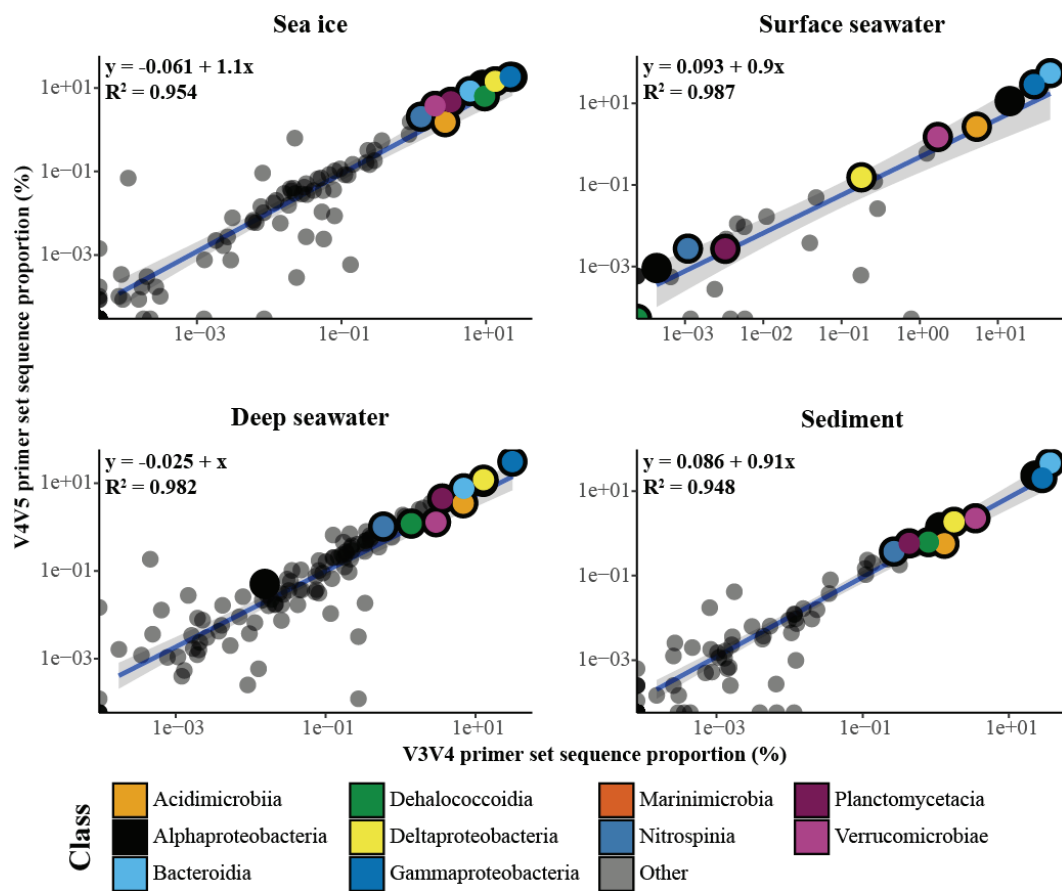 Sea ice
Surface seawater
y = -0.061 + 1.1x
R² = 0.954
y = 0.093 + 0.9x
R² = 0.987
1e+01
1e−01
1e−03
1e−03
1e−01
1e+01
1e+01
1e−01
1e−03
1e−03
1e−02
1e−01
1e+00
1e+01
Deep seawater
Sediment
y = -0.025 + x
R² = 0.982
y = 0.086 + 0.91x
R² = 0.948
1e+01
1e−01
1e−03
1e−03
1e−01
1e+01
1e+01
1e−01
1e−03
1e−03
1e−01
1e+01
V4V5 primer set sequence proportion (%)
V3V4 primer set sequence proportion (%)
Class
Acidimicrobiia
Dehalococcoidia
Marinimicrobia
Planctomycetacia
Alphaproteobacteria
Deltaproteobacteria
Nitrospinia
Verrucomicrobiae
Bacteroidia
Gammaproteobacteria
Other